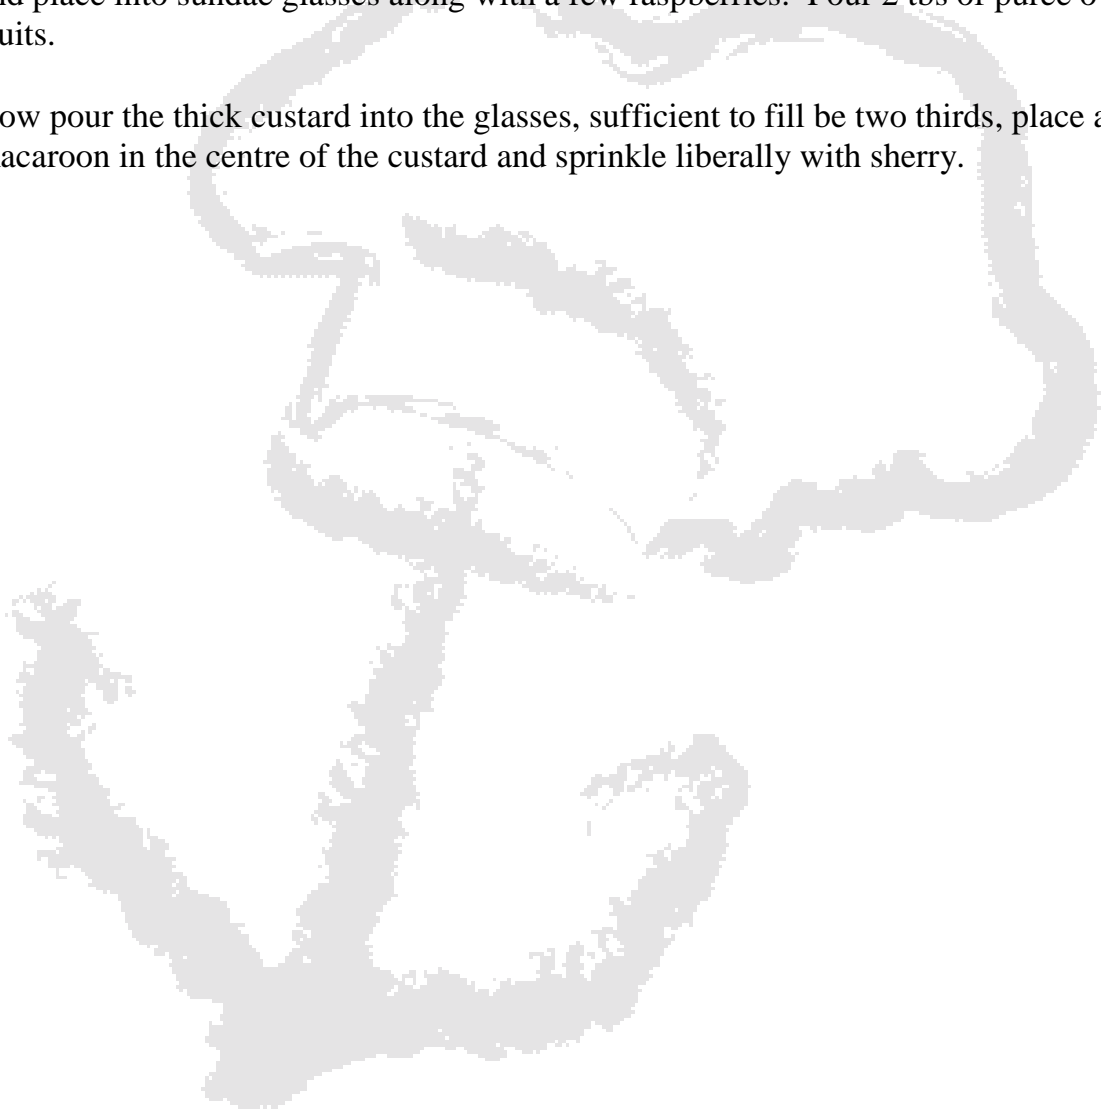 d place into sundae glasses along with a few raspberries. Pour 2 tbs of puree o
uits.
ow pour the thick custard into the glasses, sufficient to fill be two thirds, place a
acaroon in the centre of the custard and sprinkle liberally with sherry.